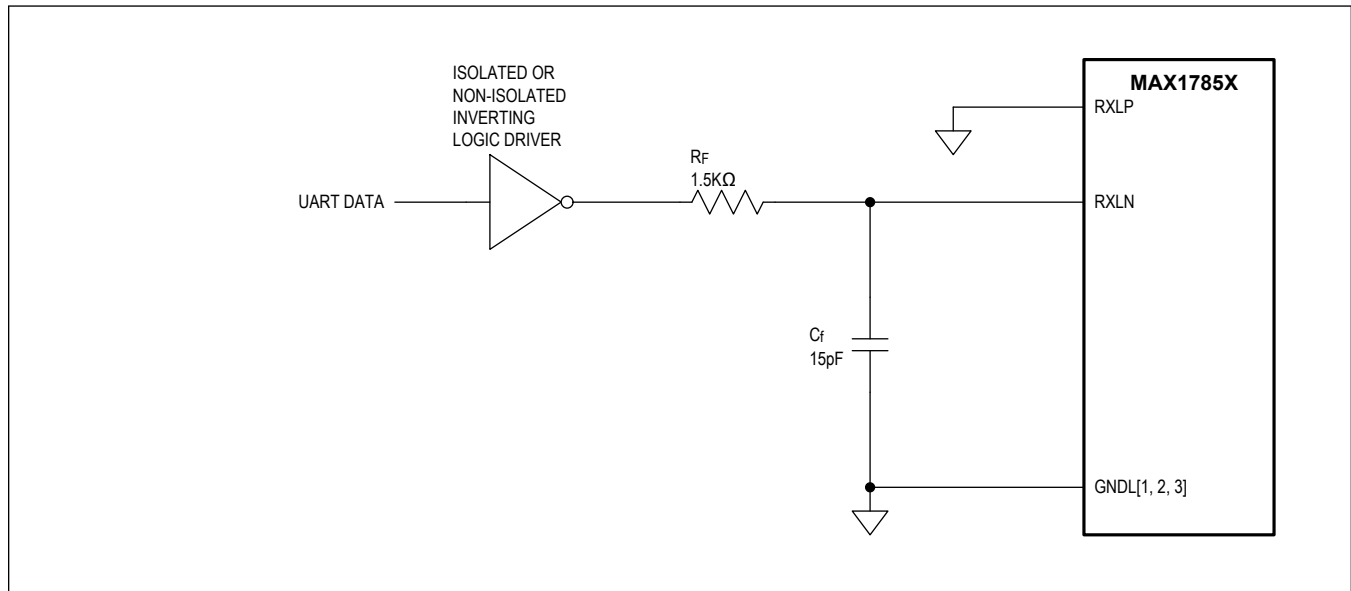 ISOLATED OR
NON-ISOLATED
INVERTING
LOGIC DRIVER
UART DATA
RF
1.5KΩ
Cf
15pF
MAX1785X
RXLP
RXLN
GNDL[1, 2, 3]